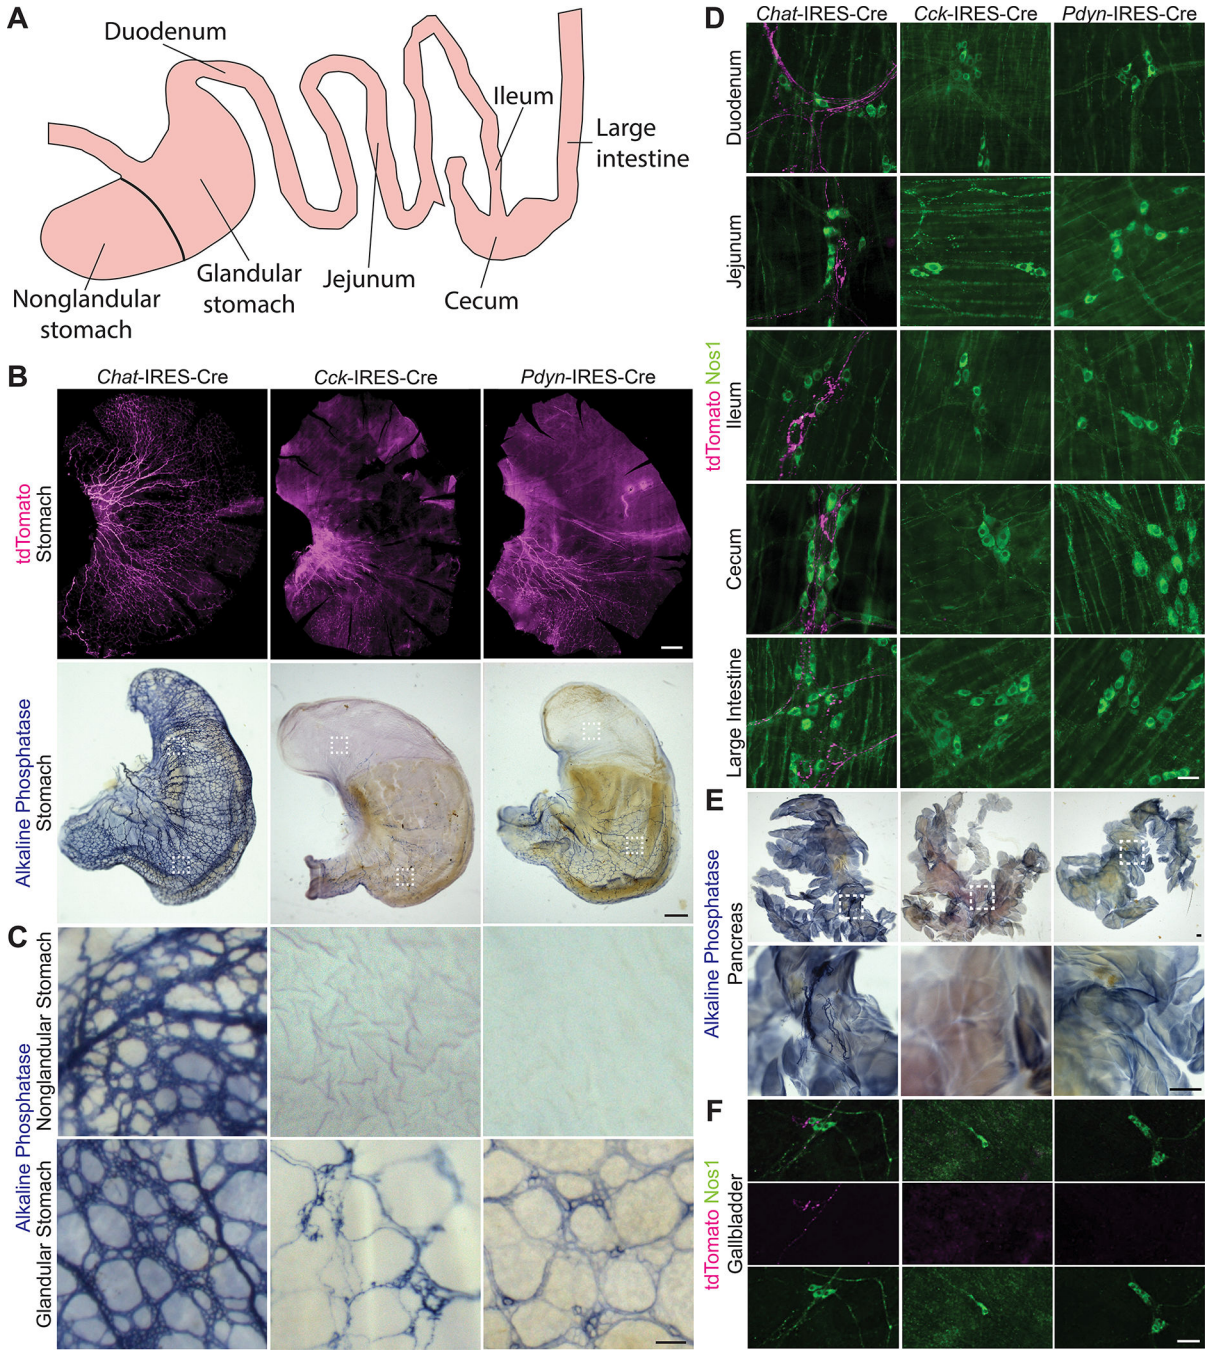 A
Duodenum
Ileum
Large
intestine
Glandular
stomach
Jejunum
Cecum
Nonglandular
stomach
B
Chat-IRES-Cre
Cck-IRES-Cre
Pdyn-IRES-Cre
tdTomato
Stomach
Alkaline Phosphatase
Stomach
C
Alkaline Phosphatase
Nonglandular Stomach
Glandular Stomach
D
Chat-IRES-Cre
Cck-IRES-Cre
Pdyn-IRES-Cre
tdTomato Nos1
Duodenum
Jejunum
Ileum
Cecum
Large Intestine
E
Alkaline Phosphatase
Pancreas
F
tdTomato Nos1
Gallbladder